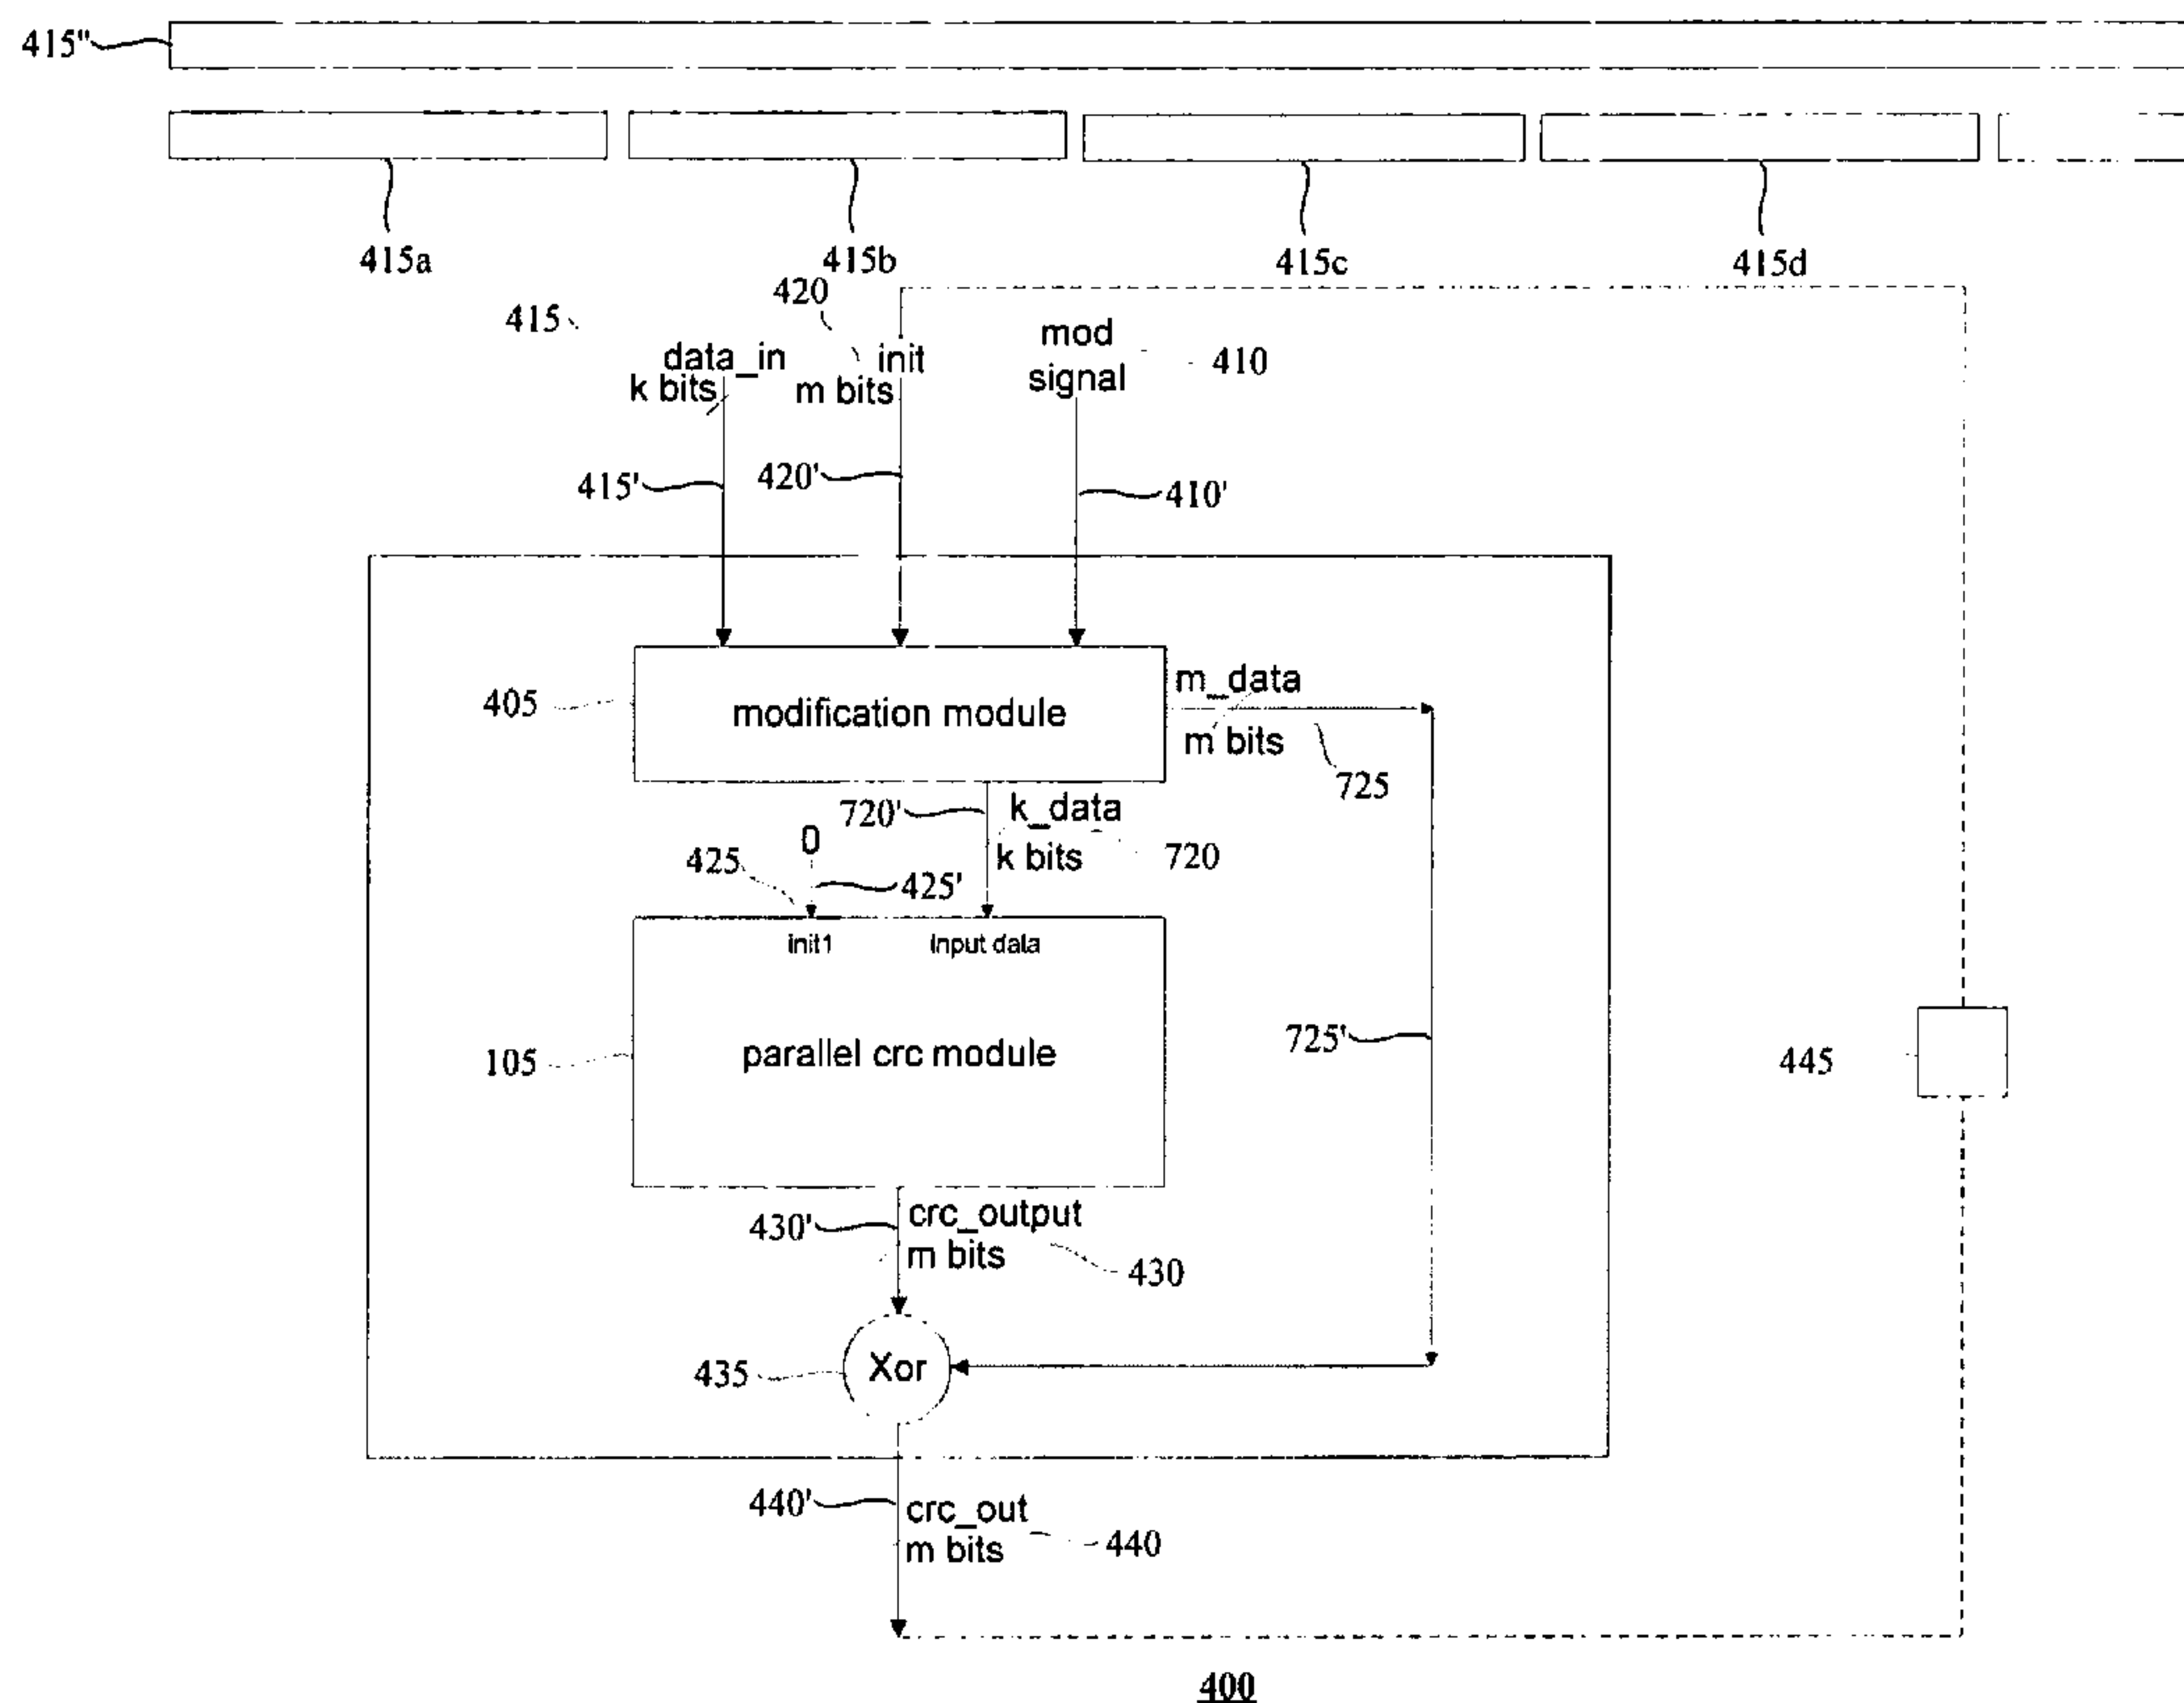 415"
415a
415b
415c
415d
420
415
data_in
k bits
init
m bits
mod
signal
410
415'
420'
410'
405
modification module
m_data
m bits
725
720'
k_data
k bits
720
0
425
425'
init1
input data
105
parallel crc module
725'
445
430'
crc_output
m bits
430
435
Xor
440'
crc_out
m bits
440
400